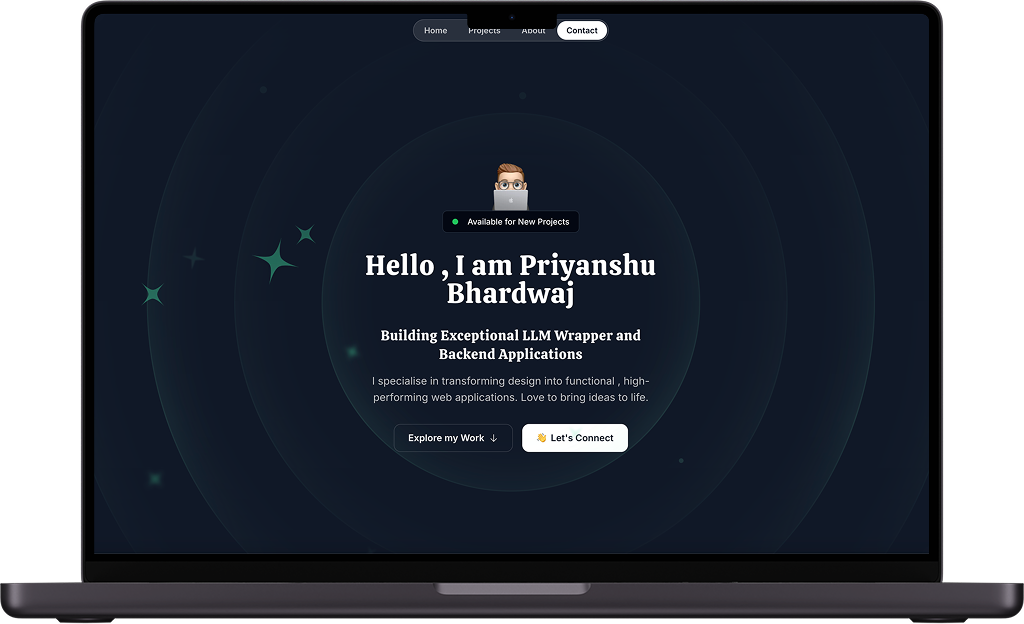 Home Projects About Contact
Available for New Projects
Hello , I am Priyanshu
Bhardwaj
Building Exceptional LLM Wrapper and
Backend Applications
I specialise in transforming design into functional , high-
performing web applications. Love to bring ideas to life.
Explore my Work ↓ 👋 Let's Connect